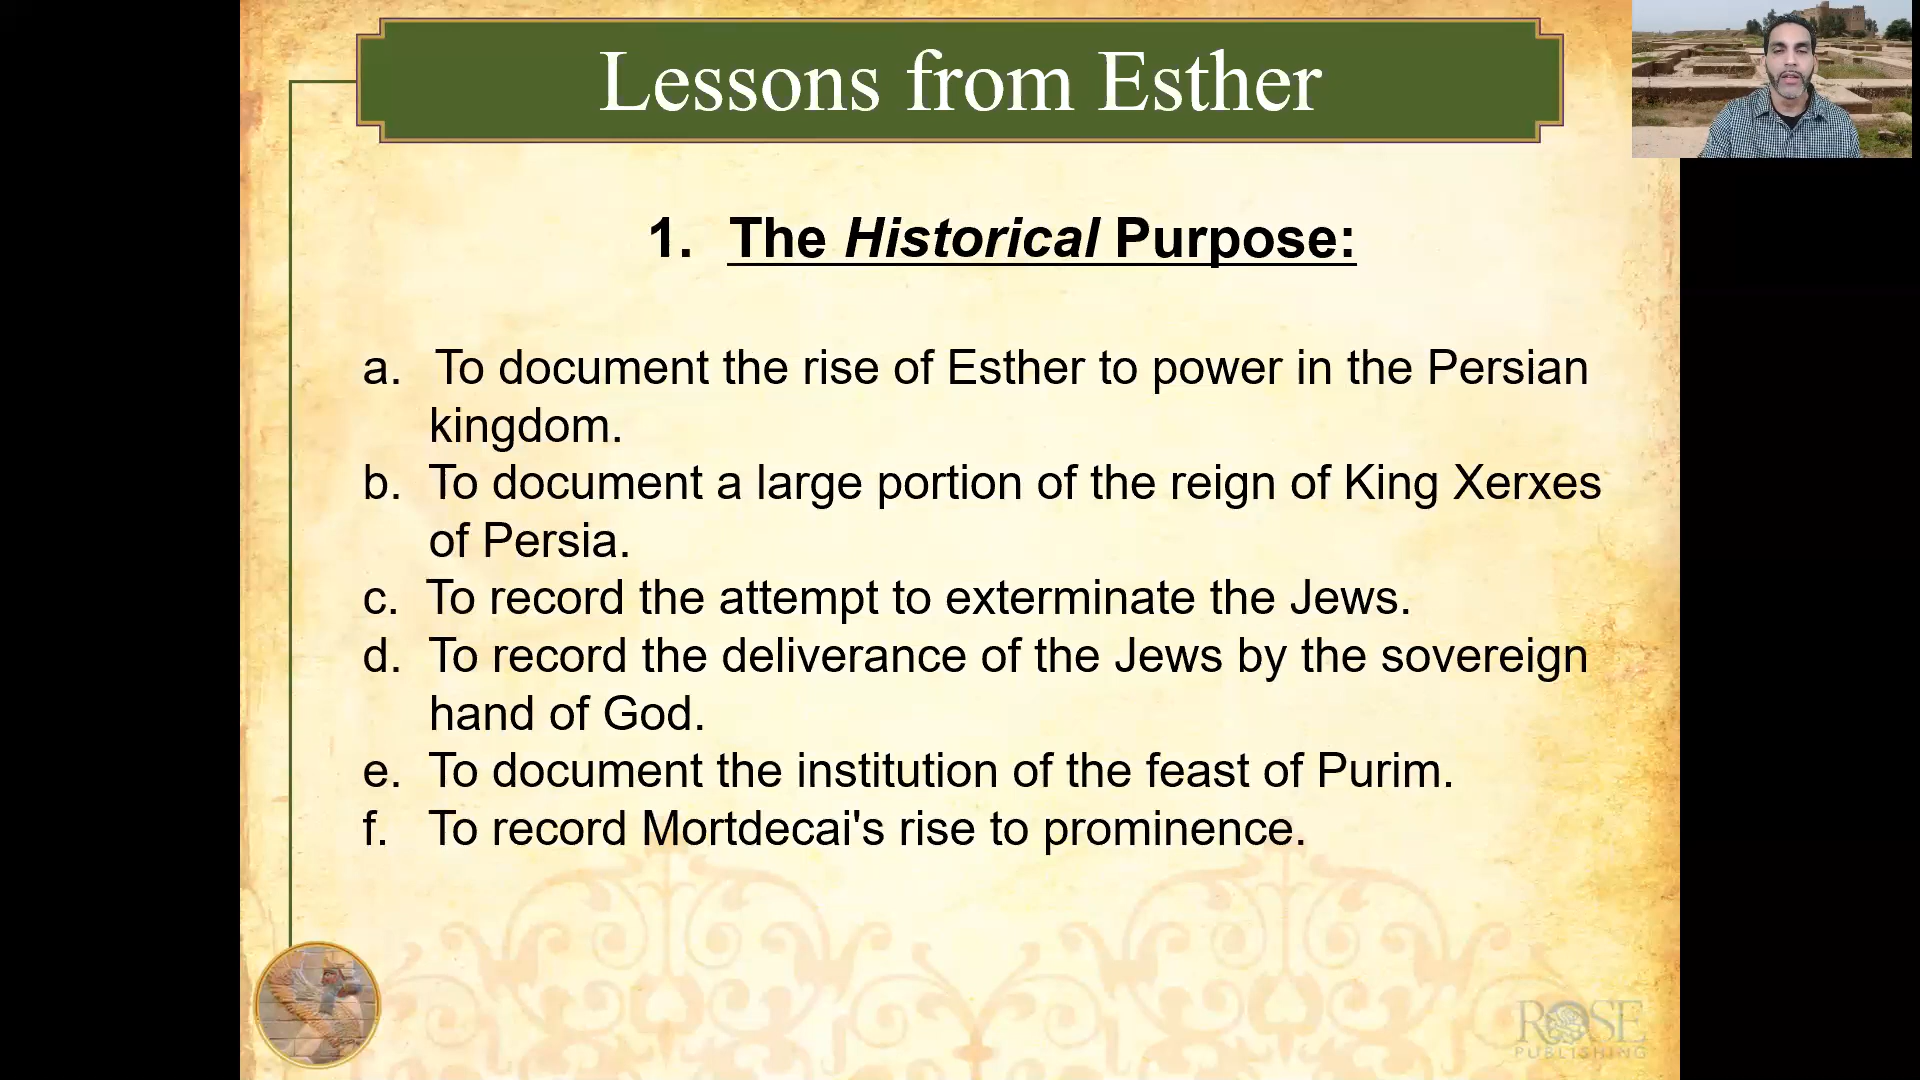 Lessons from Esther
1. The Historical Purpose:
a. To document the rise of Esther to power in the Persian
kingdom.
b. To document a large portion of the reign of King Xerxes
of Persia.
c. To record the attempt to exterminate the Jews.
d. To record the deliverance of the Jews by the sovereign
hand of God.
e. To document the institution of the feast of Purim.
f. To record Mortdecai's rise to prominence.
ROSE
PUBLISHING